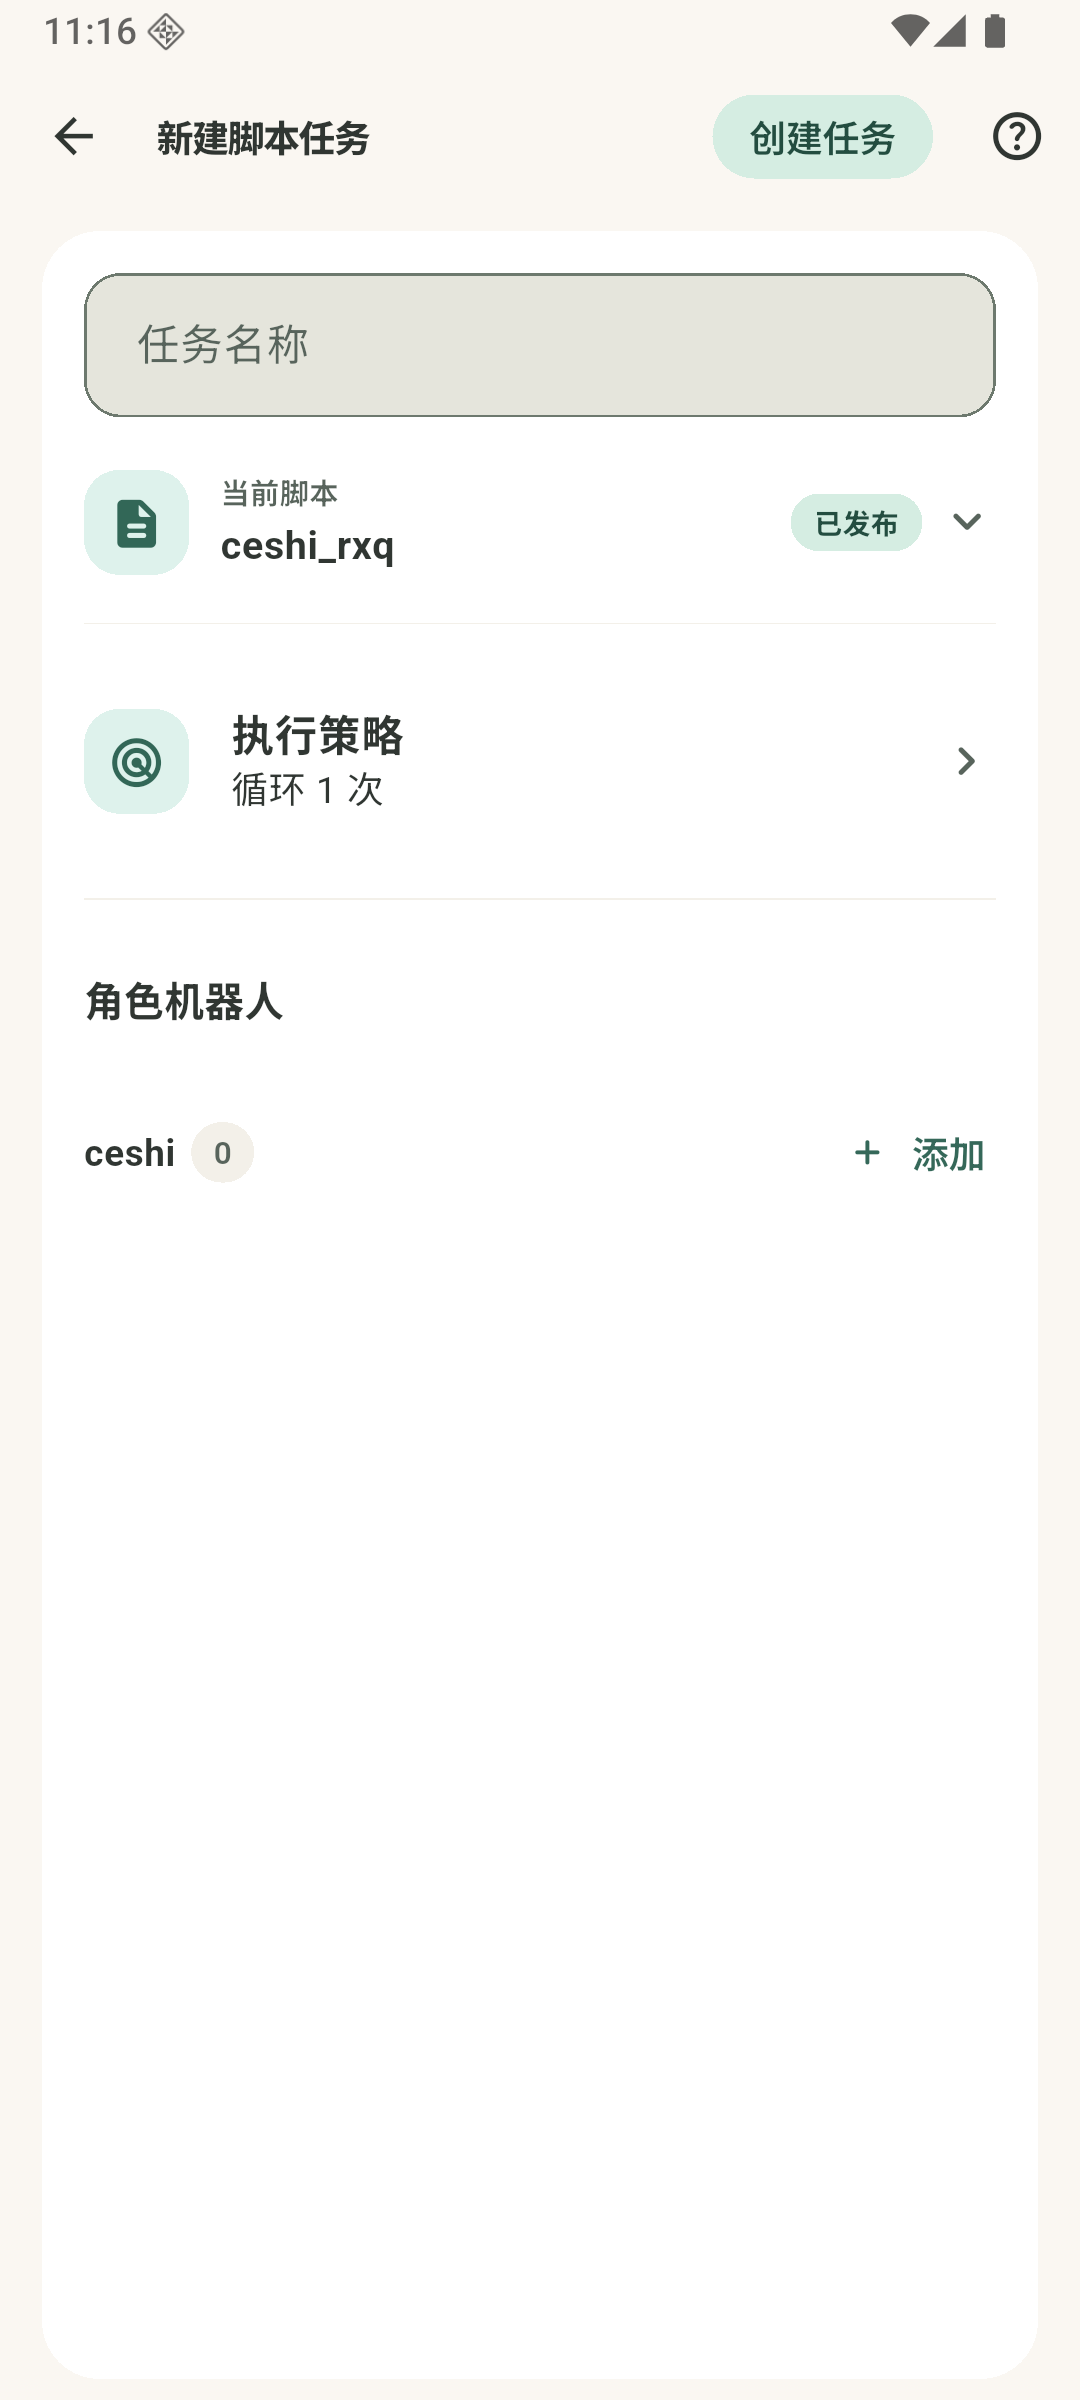 11:16
新建脚本任务
创建任务
任务名称
当前脚本
ceshi_rxq
已发布
执行策略
循环 1 次
角色机器人
ceshi
0
添加